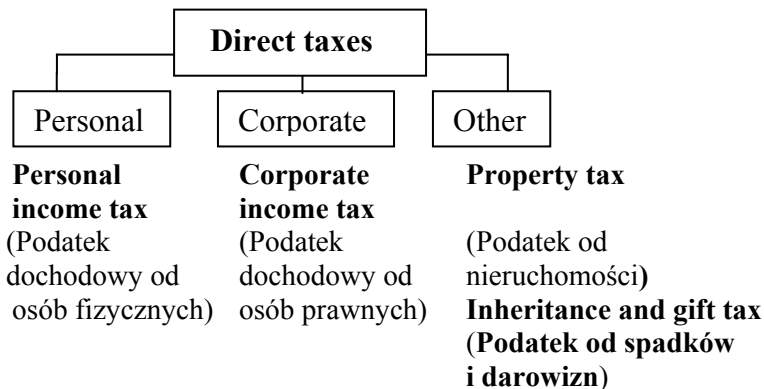 Direct taxes
Personal
Corporate
Other
Personal
income tax
(Podatek
dochodowy od
osób fizycznych)
Corporate
income tax
(Podatek
dochodowy od
osób prawnych)
Property tax
(Podatek od
nieruchomości)
Inheritance and gift tax
(Podatek od spadków
i darowizn)